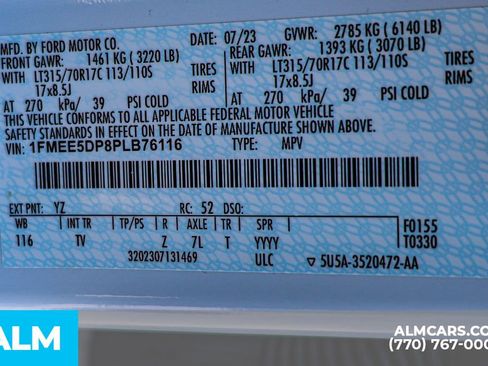 MFD. BY FORD MOTOR CO.
07/23
GVWR: 2785 KG (6140 LB)
FRONT GAWR: 1461 KG (3220 LB)
REAR GAWR: 1393 KG (3070 LB)
WITH LT315/70R17C 113/110S TIRES
WITH LT315/70R17C 113/110S TIRES
17x8.5J RIMS
17x8.5J RIMS
AT 270 kPa/ 39 PSI COLD
AT 270 kPa/ 39 PSI COLD
THIS VEHICLE CONFORMS TO ALL APPLICABLE FEDERAL MOTOR VEHICLE
SAFETY STANDARDS IN EFFECT ON THE DATE OF MANUFACTURE SHOWN ABOVE.
VIN: 1FMEE5DP8PLB76116 TYPE: MPV
EXT PNT: YZ RC: 52 DSO:
WB INT TR TP/PS R AXLE TR SPR
F0155
116 TV Z 7L T YYYY
T0330
3202307131469 ULC 5U5A-3520472-AA
ALM
ALMCARS.CO
(770) 767-000